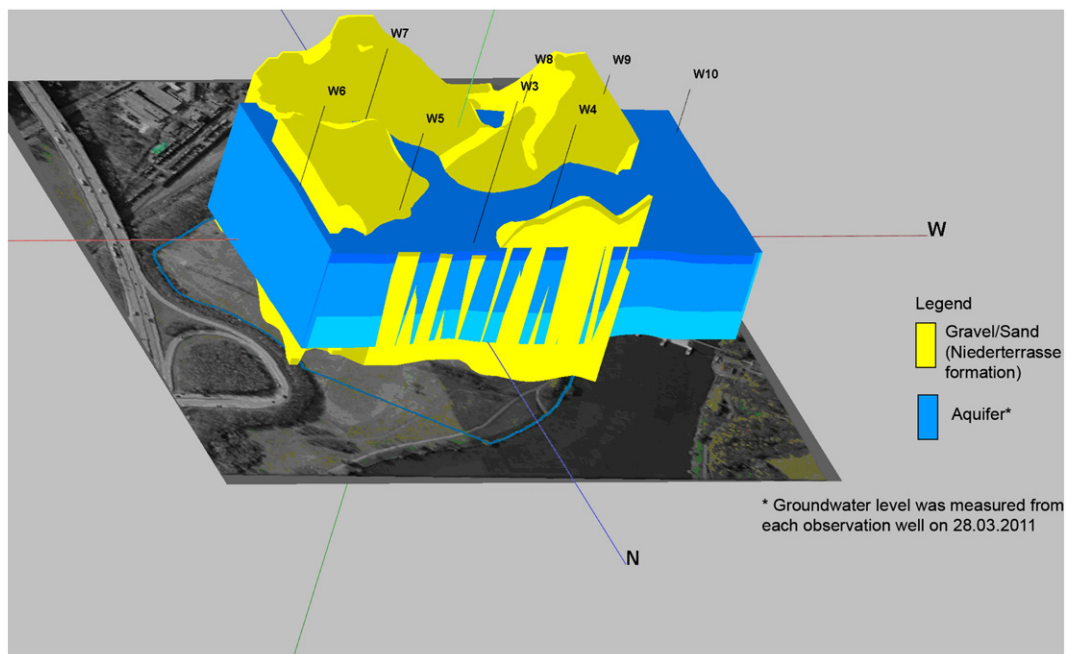 W7
W8
W9
W10
W6
W3
W4
W5
W
Legend
Gravel/Sand
(Niederterrasse
formation)
Aquifer*
* Groundwater level was measured from
each observation well on 28.03.2011
N